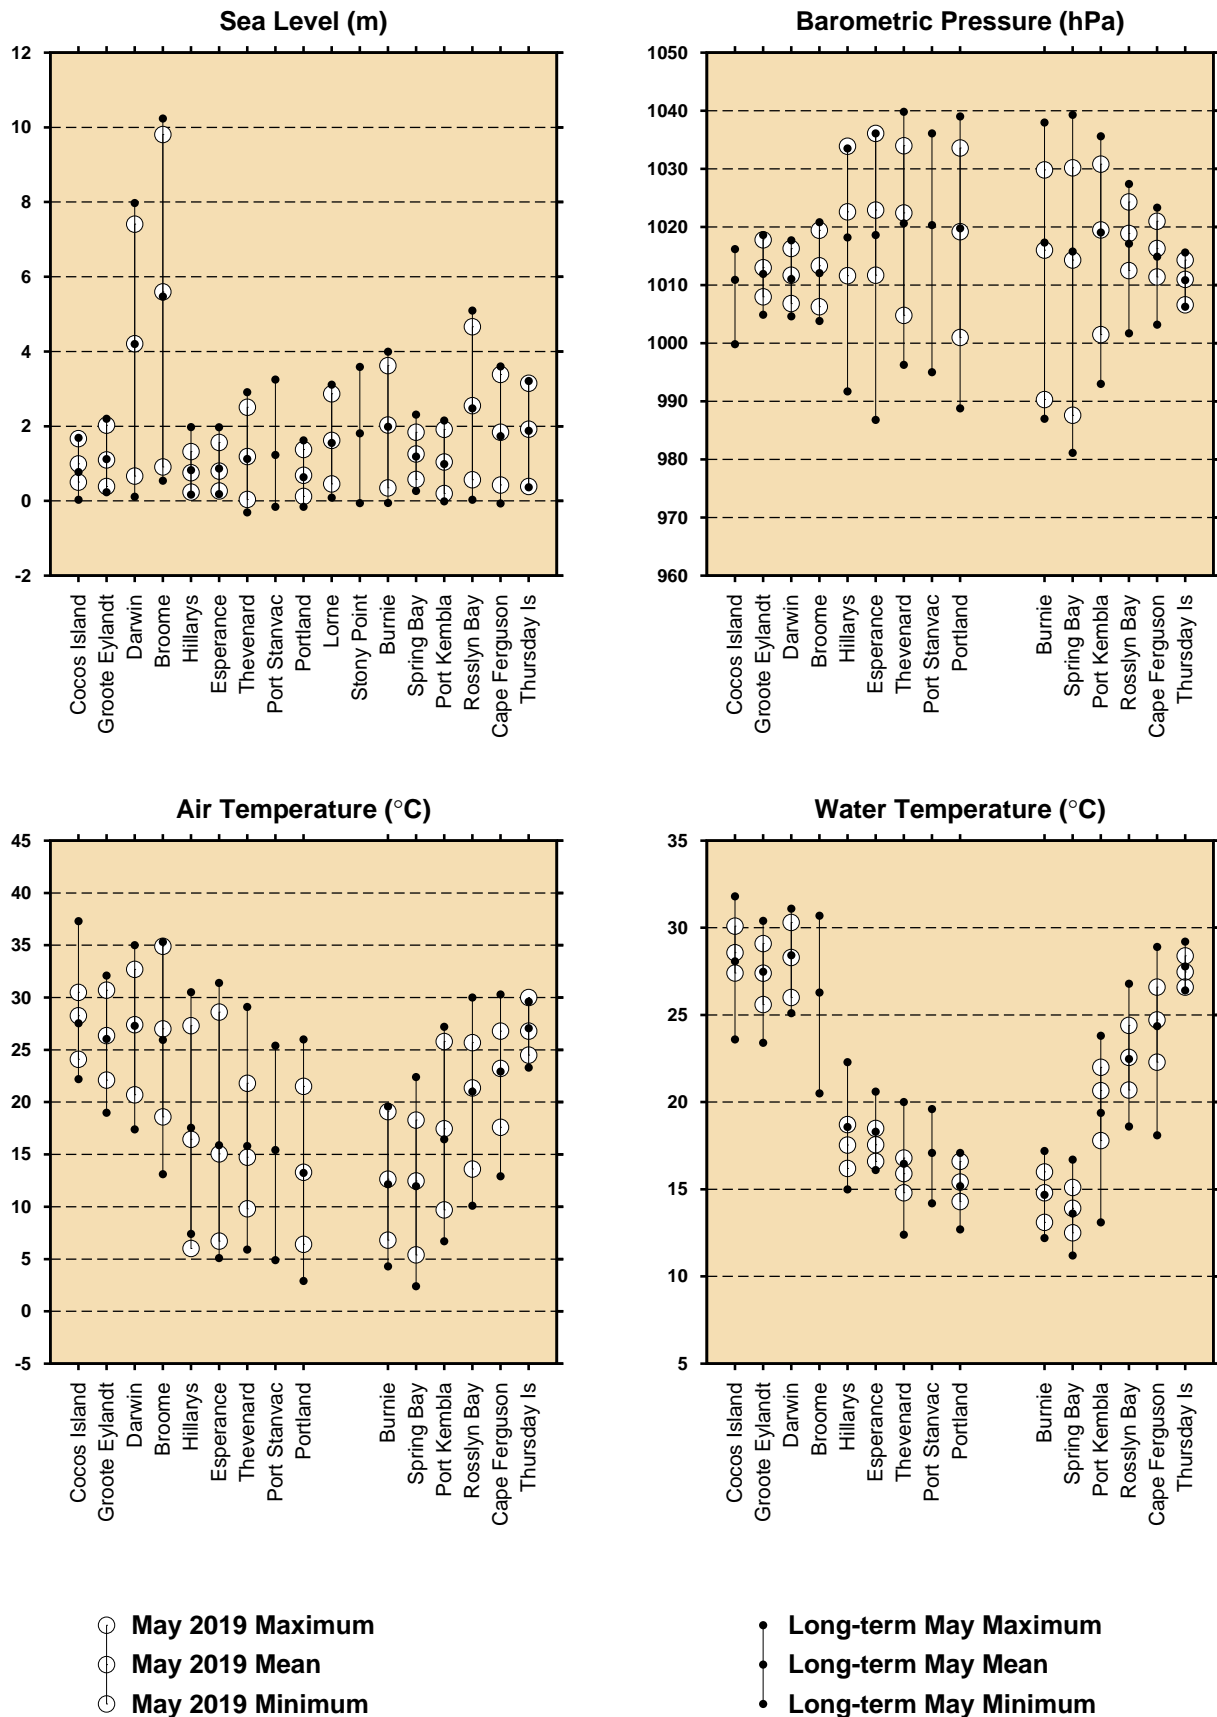 Sea Level (m)
12
10
8
6
4
2
0
-2
Cocos Island
Groote Eylandt
Darwin
Broome
Hillarys
Esperance
Thevenard
Port Stanvac
Portland
Lorne
Stony Point
Burnie
Spring Bay
Port Kembla
Rosslyn Bay
Cape Ferguson
Thursday Is
Barometric Pressure (hPa)
1050
1040
1030
1020
1010
1000
990
980
970
960
Cocos Island
Groote Eylandt
Darwin
Broome
Hillarys
Esperance
Thevenard
Port Stanvac
Portland
Burnie
Spring Bay
Port Kembla
Rosslyn Bay
Cape Ferguson
Thursday Is
Air Temperature (°C)
45
40
35
30
25
20
15
10
5
0
-5
Cocos Island
Groote Eylandt
Darwin
Broome
Hillarys
Esperance
Thevenard
Port Stanvac
Portland
Burnie
Spring Bay
Port Kembla
Rosslyn Bay
Cape Ferguson
Thursday Is
Water Temperature (°C)
35
30
25
20
15
10
5
Cocos Island
Groote Eylandt
Darwin
Broome
Hillarys
Esperance
Thevenard
Port Stanvac
Portland
Burnie
Spring Bay
Port Kembla
Rosslyn Bay
Cape Ferguson
Thursday Is
May 2019 Maximum
May 2019 Mean
May 2019 Minimum
Long-term May Maximum
Long-term May Mean
Long-term May Minimum